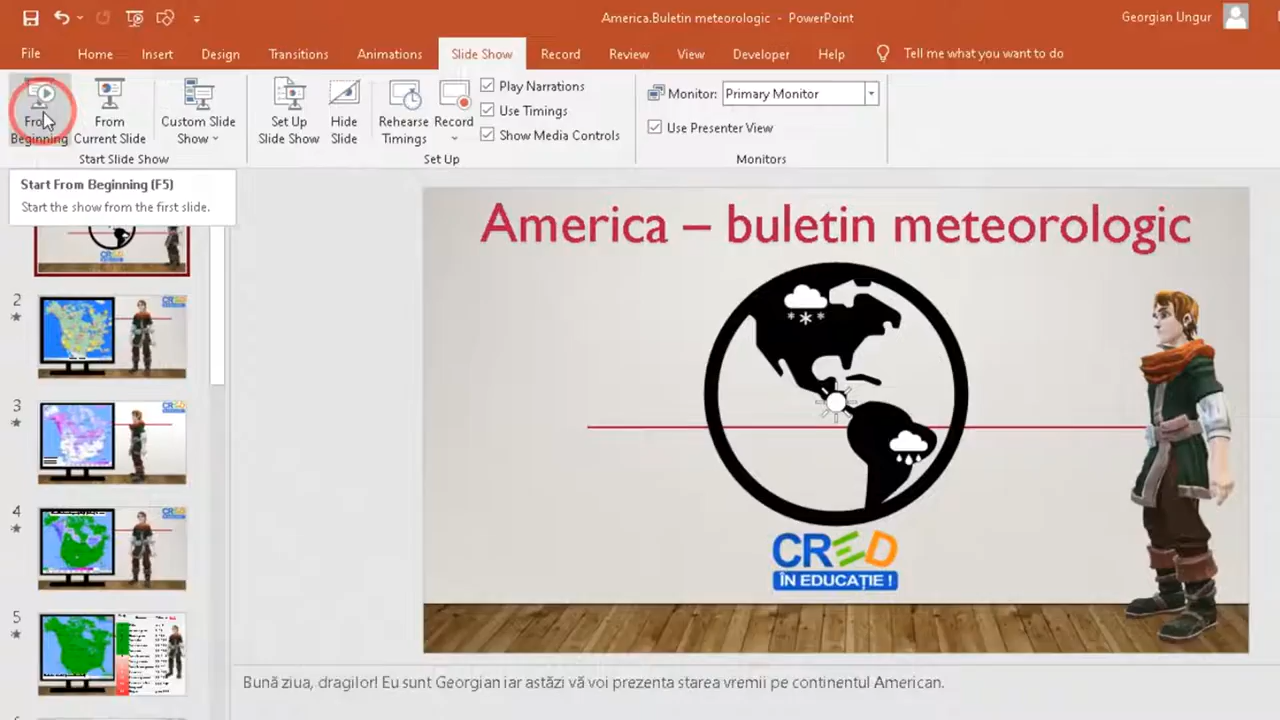 America.Buletin meteorologic - PowerPoint
Georgian Ungur
File Home Insert Design Transitions Animations Slide Show Record Review View Developer Help Tell me what you want to do
From Beginning
From Current Slide
Custom Slide Show
Set Up Slide Show
Hide Slide
Rehearse Timings
Record
Play Narrations
Use Timings
Show Media Controls
Monitor: Primary Monitor
Use Presenter View
Start Slide Show
Set Up
Monitors
Start From Beginning (F5)
Start the show from the first slide.
2
3
4
5
America – buletin meteorologic
CRED
ÎN EDUCAȚIE !
Bună ziua, dragilor! Eu sunt Georgian iar astăzi vă voi prezenta starea vremii pe continentul American.